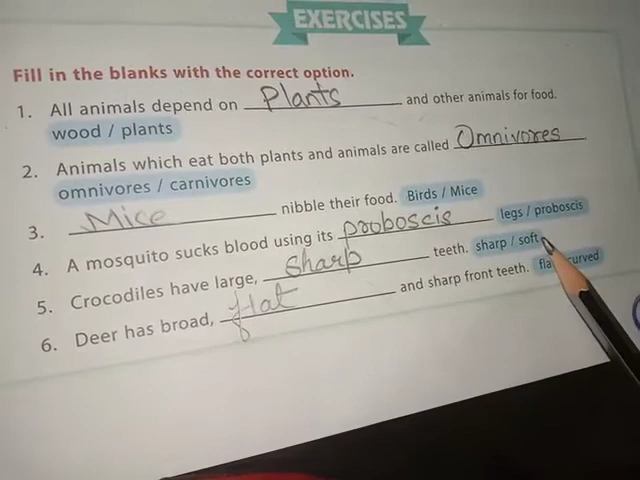 EXERCISES
Fill in the blanks with the correct option.
1. All animals depend on Plants and other animals for food.
wood / plants
2. Animals which eat both plants and animals are called Omnivores
omnivores / carnivores
3. Mice nibble their food. Birds / Mice
4. A mosquito sucks blood using its proboscis legs / proboscis
5. Crocodiles have large, sharp teeth. sharp / soft
6. Deer has broad, flat and sharp front teeth.